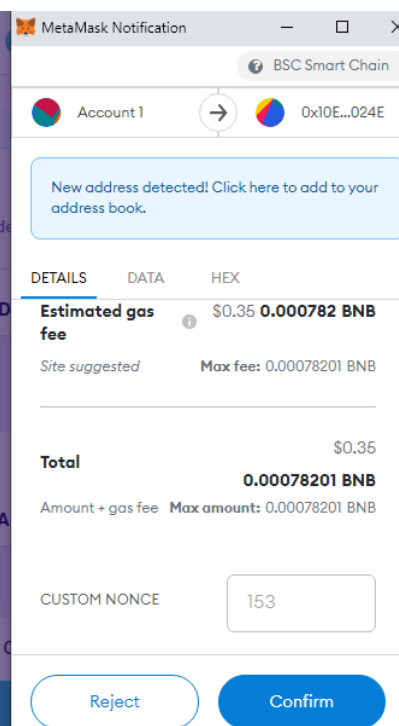 MetaMask Notification
BSC Smart Chain
Account 1
0x10E...024E
New address detected! Click here to add to your
address book.
DETAILS DATA HEX
Estimated gas fee $0.35 0.000782 BNB
Site suggested Max fee: 0.00078201 BNB
$0.35
Total
0.00078201 BNB
Amount + gas fee Max amount: 0.00078201 BNB
CUSTOM NONCE 153
Reject Confirm